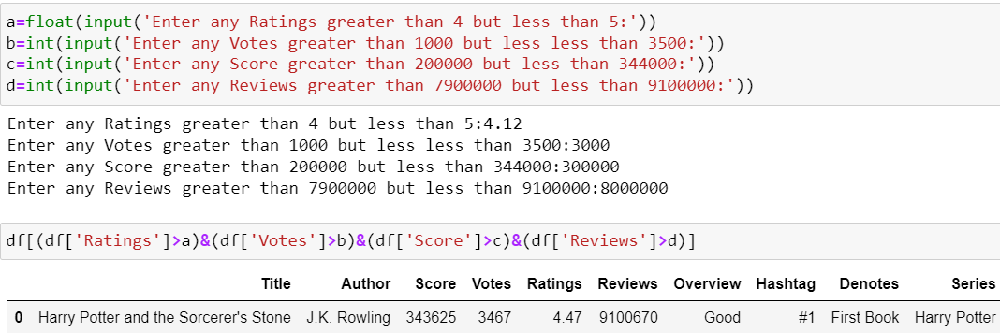 a=float(input('Enter any Ratings greater than 4 but less than 5:'))
b=int(input('Enter any Votes greater than 1000 but less less than 3500:'))
c=int(input('Enter any Score greater than 200000 but less than 344000:'))
d=int(input('Enter any Reviews greater than 7900000 but less than 9100000:'))
Enter any Ratings greater than 4 but less than 5:4.12
Enter any Votes greater than 1000 but less less than 3500:3000
Enter any Score greater than 200000 but less than 344000:300000
Enter any Reviews greater than 7900000 but less than 9100000:8000000
df[(df['Ratings']>a)&(df['Votes']>b)&(df['Score']>c)&(df['Reviews']>d)]
Title Author Score Votes Ratings Reviews Overview Hashtag Denotes Series
0 Harry Potter and the Sorcerer's Stone J.K. Rowling 343625 3467 4.47 9100670 Good #1 First Book Harry Potter